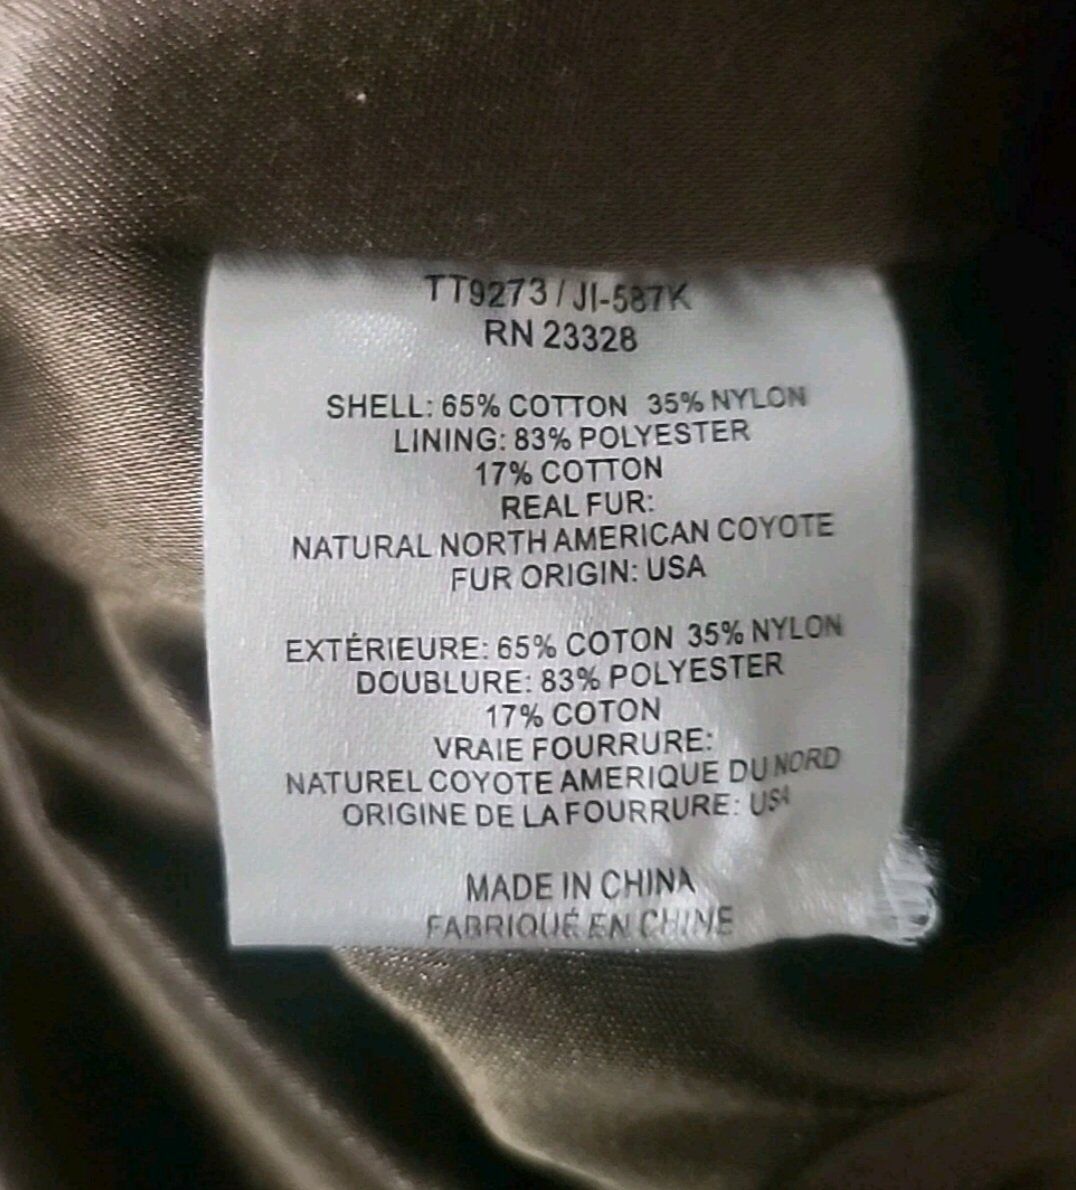 TT9273 / JI-587K
RN 23328
SHELL: 65% COTTON 35% NYLON
LINING: 83% POLYESTER
17% COTTON
REAL FUR:
NATURAL NORTH AMERICAN COYOTE
FUR ORIGIN: USA
EXTÉRIEURE: 65% COTON 35% NYLON
DOUBLURE: 83% POLYESTER
17% COTON
VRAIE FOURRURE:
NATUREL COYOTE AMERIQUE DU NORD
ORIGINE DE LA FOURRURE: USA
MADE IN CHINA
FABRIQUÉ EN CHINE